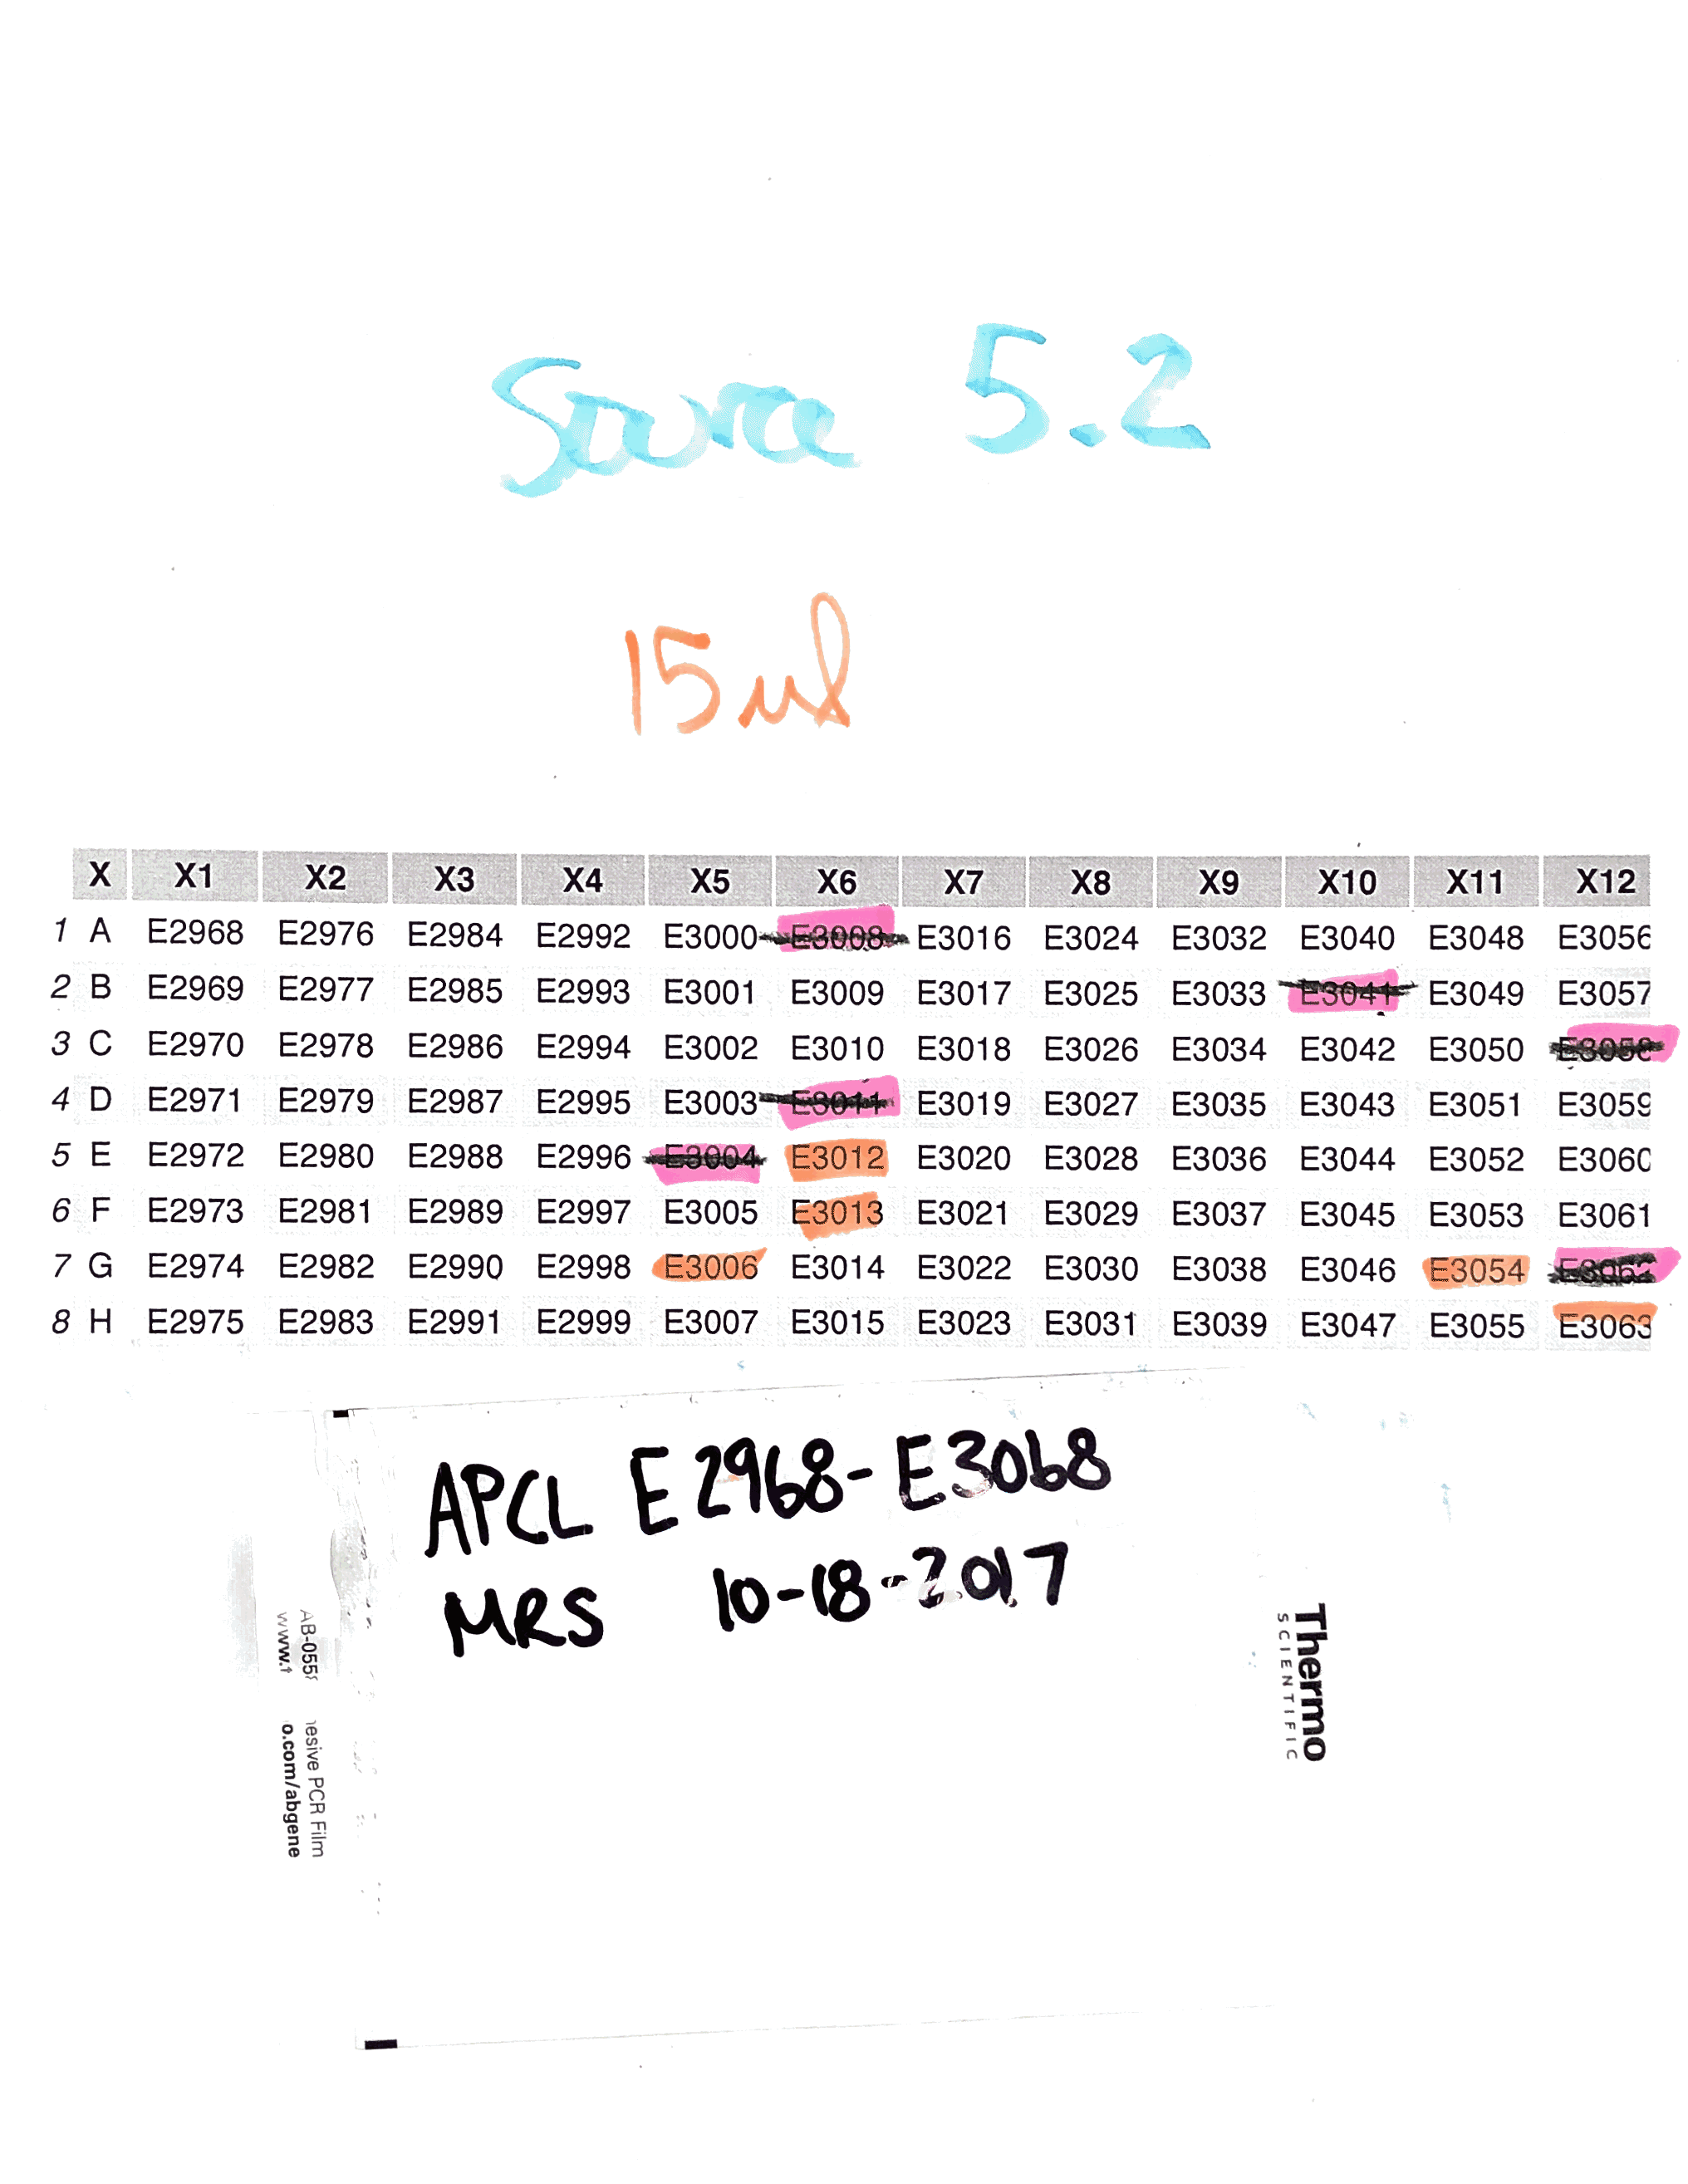 Source 5.2
15ul
X X1 X2 X3 X4 X5 X6 X7 X8 X9 X10 X11 X12
1 A E2968 E2976 E2984 E2992 E3000 E3008 E3016 E3024 E3032 E3040 E3048 E3056
2 B E2969 E2977 E2985 E2993 E3001 E3009 E3017 E3025 E3033 E3041 E3049 E3057
3 C E2970 E2978 E2986 E2994 E3002 E3010 E3018 E3026 E3034 E3042 E3050 E3058
4 D E2971 E2979 E2987 E2995 E3003 E3011 E3019 E3027 E3035 E3043 E3051 E3059
5 E E2972 E2980 E2988 E2996 E3004 E3012 E3020 E3028 E3036 E3044 E3052 E3060
6 F E2973 E2981 E2989 E2997 E3005 E3013 E3021 E3029 E3037 E3045 E3053 E3061
7 G E2974 E2982 E2990 E2998 E3006 E3014 E3022 E3030 E3038 E3046 E3054
8 H E2975 E2983 E2991 E2999 E3007 E3015 E3023 E3031 E3039 E3047 E3055 E3063
APCL E2968-E3068
MRS 10-18-2017
AB-055 esive PCR Film
www. o.com/abgene
Thermo
SCIENTIFIC